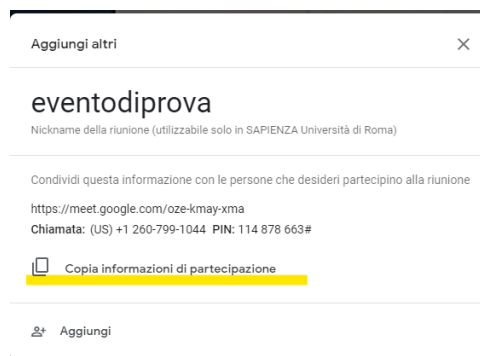 Aggiungi altri
eventodiprova
Nickname della riunione (utilizzabile solo in SAPIENZA Università di Roma)
Condividi questa informazione con le persone che desideri partecipino alla riunione
https://meet.google.com/oze-kmay-xma
Chiamata: (US) +1 260-799-1044 PIN: 114 878 663#
Copia informazioni di partecipazione
Aggiungi